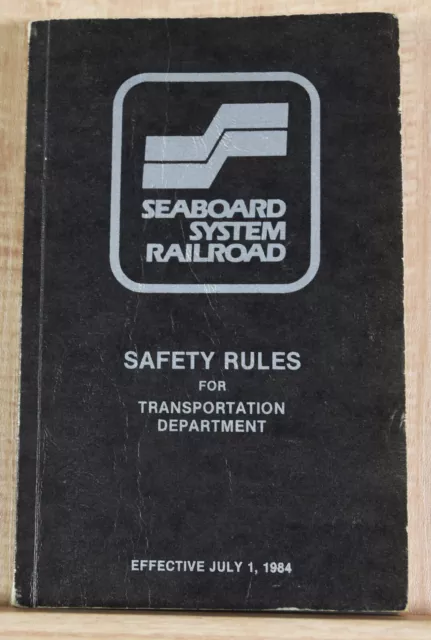 SEABOARD
SYSTEM
RAILROAD
SAFETY RULES
FOR
TRANSPORTATION
DEPARTMENT
EFFECTIVE JULY 1, 1984